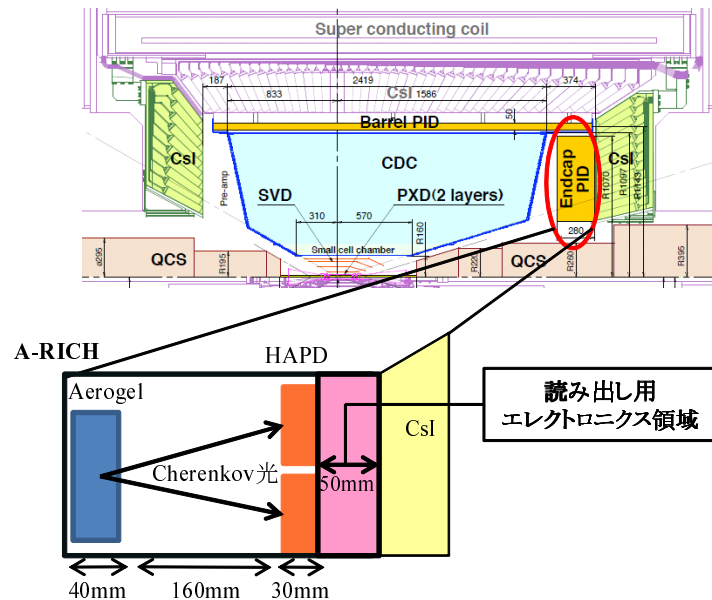 Super conducting coil
187
2419
374
833
CsI
1586
50
Barrel PID
CsI
CDC
CsI
Endcap
PID
R1070
R1097
R1143
Pre-amp
SVD
PXD(2 layers)
310
570
R160
280
Small cell chamber
ø295
QCS
R195
R220
QCS
R260
R395
A-RICH
HAPD
Aerogel
読み出し用
エレクトロニクス領域
CsI
Cherenkov光
50mm
40mm
160mm
30mm